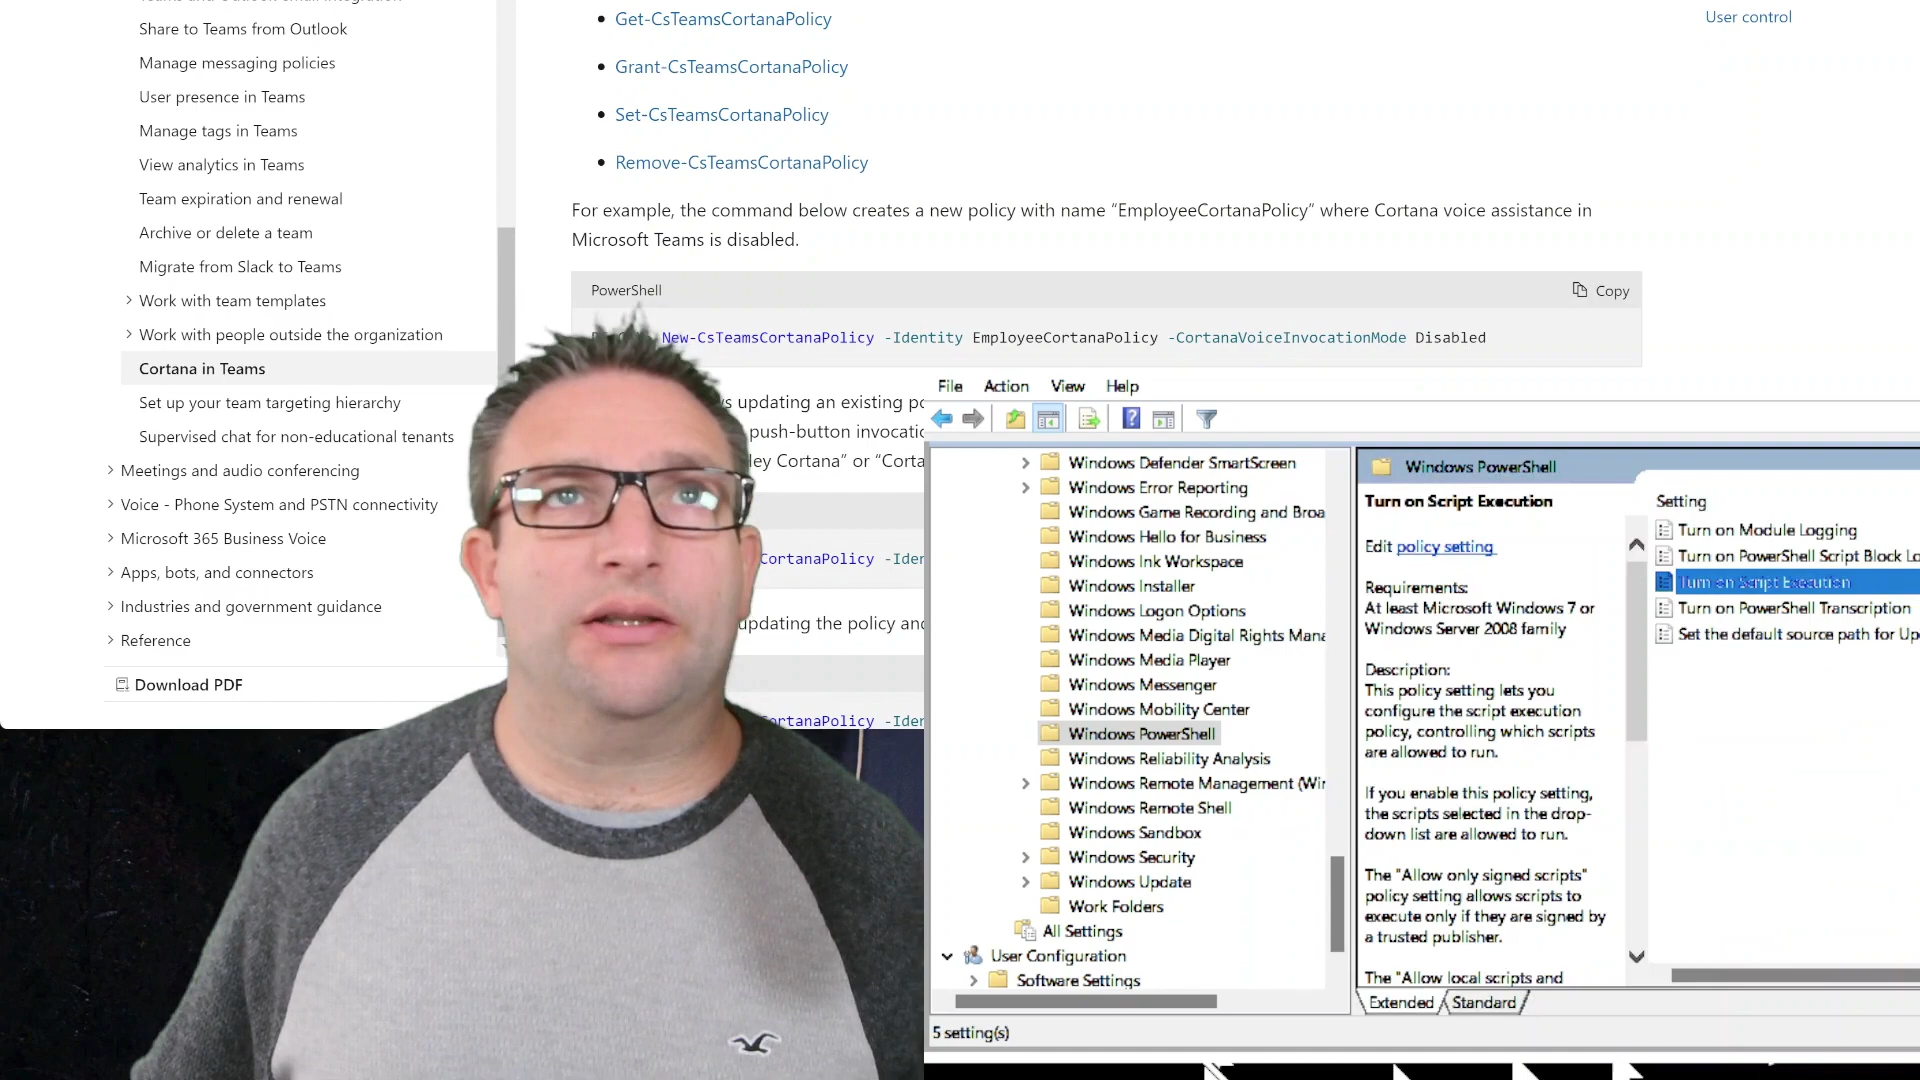 Share to Teams from Outlook
Manage messaging policies
User presence in Teams
Manage tags in Teams
View analytics in Teams
Team expiration and renewal
Archive or delete a team
Migrate from Slack to Teams
Work with team templates
Work with people outside the organization
Cortana in Teams
Set up your team targeting hierarchy
Supervised chat for non-educational tenants
Meetings and audio conferencing
Voice - Phone System and PSTN connectivity
Microsoft 365 Business Voice
Apps, bots, and connectors
Industries and government guidance
Reference
Download PDF
Get-CsTeamsCortanaPolicy
Grant-CsTeamsCortanaPolicy
Set-CsTeamsCortanaPolicy
Remove-CsTeamsCortanaPolicy
For example, the command below creates a new policy with name “EmployeeCortanaPolicy” where Cortana voice assistance in
Microsoft Teams is disabled.
PowerShell
Copy
New-CsTeamsCortanaPolicy -Identity EmployeeCortanaPolicy -CortanaVoiceInvocationMode Disabled
updating an existing
push-button
Cortana” or
CortanaPolicy
updating the policy
CortanaPolicy
User control
File Action View Help
Windows Defender SmartScreen
Windows Error Reporting
Windows Game Recording and Broa
Windows Hello for Business
Windows Ink Workspace
Windows Installer
Windows Logon Options
Windows Media Digital Rights Mana
Windows Media Player
Windows Messenger
Windows Mobility Center
Windows PowerShell
Windows Reliability Analysis
Windows Remote Management (Wir
Windows Remote Shell
Windows Sandbox
Windows Security
Windows Update
Work Folders
All Settings
User Configuration
Software Settings
Windows PowerShell
Turn on Script Execution
Edit policy setting
Requirements:
At least Microsoft Windows 7 or
Windows Server 2008 family
Description:
This policy setting lets you
configure the script execution
policy, controlling which scripts
are allowed to run.
If you enable this policy setting,
the scripts selected in the drop-
down list are allowed to run.
The "Allow only signed scripts"
policy setting allows scripts to
execute only if they are signed by
a trusted publisher.
The "Allow local scripts and
Setting
Turn on Module Logging
Turn on PowerShell Script Block Lo
Turn on Script Execution
Turn on PowerShell Transcription
Set the default source path for Up
Extended Standard
5 setting(s)